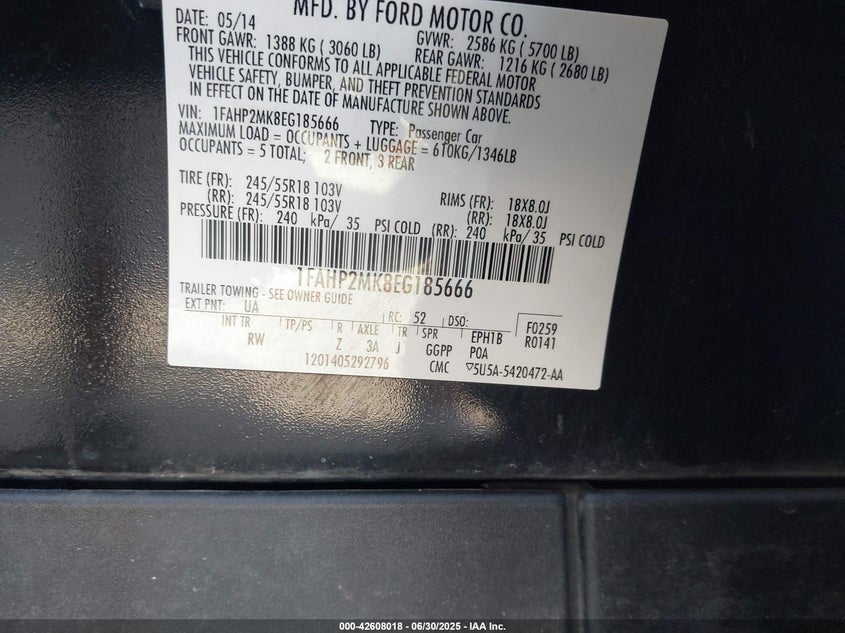 MFD. BY FORD MOTOR CO.
DATE: 05/14 GVWR: 2586 KG ( 5700 LB)
FRONT GAWR: 1388 KG ( 3060 LB) REAR GAWR: 1216 KG ( 2680 LB)
THIS VEHICLE CONFORMS TO ALL APPLICABLE FEDERAL MOTOR
VEHICLE SAFETY, BUMPER, AND THEFT PREVENTION STANDARDS
IN EFFECT ON THE DATE OF MANUFACTURE SHOWN ABOVE.
VIN: 1FAHP2MK8EG185666 TYPE: Passenger Car
MAXIMUM LOAD = OCCUPANTS + LUGGAGE = 610KG/1346LB
OCCUPANTS = 5 TOTAL; 2 FRONT, 3 REAR
TIRE (FR): 245/55R18 103V RIMS (FR): 18X8.0J
(RR): 245/55R18 103V (RR): 18X8.0J
PRESSURE (FR): 240 kPa/ 35 PSI COLD (RR): 240 kPa/ 35 PSI COLD
1FAHP2MK8EG185666
TRAILER TOWING - SEE OWNER GUIDE
EXT PNT: UA RC: 52 DSO: F0259
INT TR TP/PS R AXLE TR SPR EPH1B R0141
RW Z 3A J GGPP POA
1201405292796 CMC ▽5U5A-5420472-AA
000-42608018 - 06/30/2025 - IAA Inc.